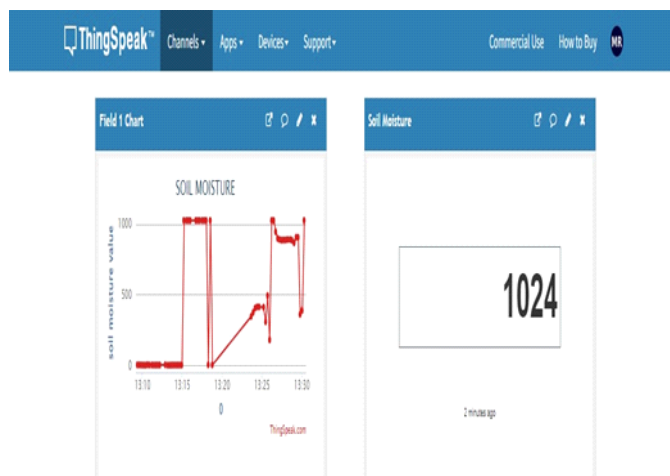 ThingSpeak™ Channels Apps Devices Support Commercial Use How to Buy MR
Field 1 Chart
SOIL MOISTURE
soil moisture value
1000
500
0
13:10 13:15 13:20 13:25 13:30
0
ThingSpeak.com
Soil Moisture
1024
2 minutes ago